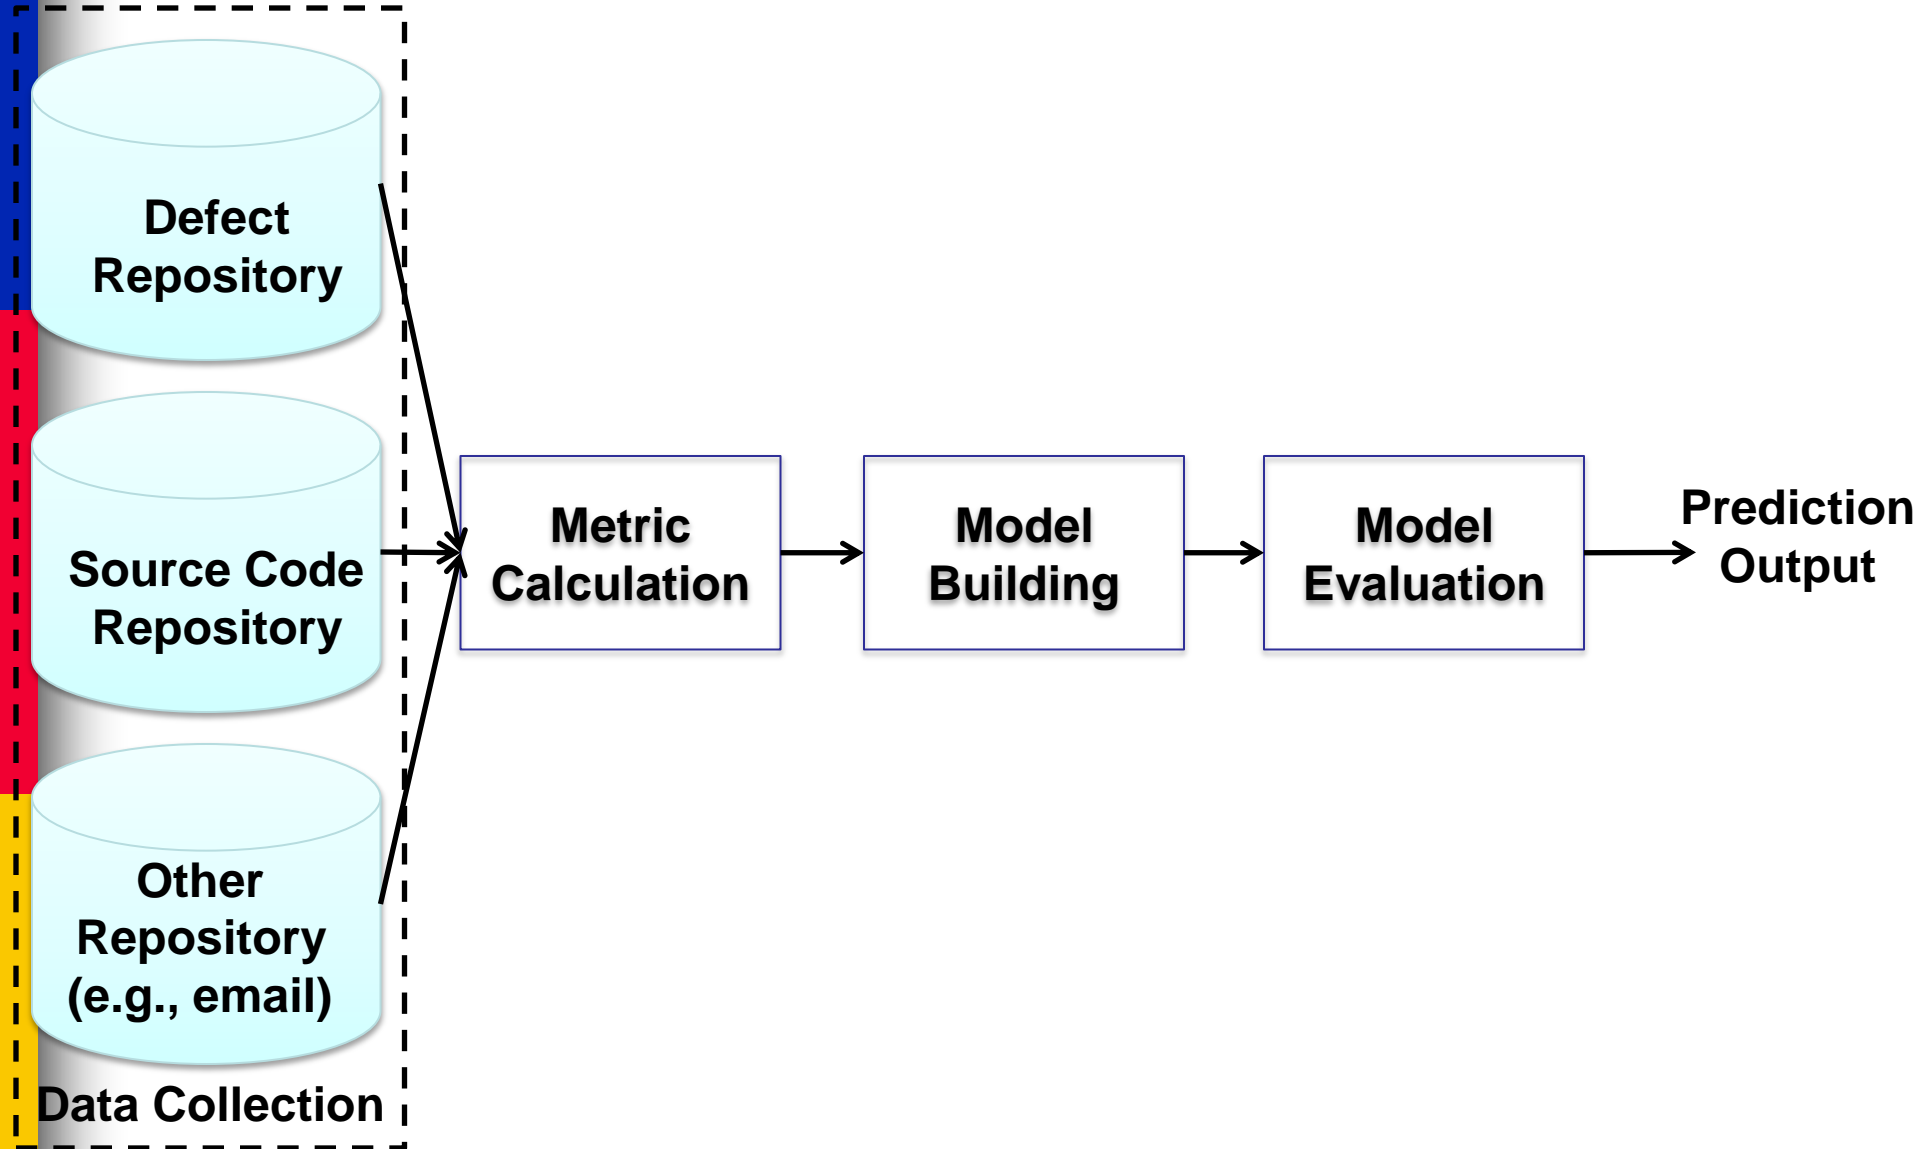 Defect
Repository
Source Code
Repository
Other
Repository
(e.g., email)
Data Collection
Metric
Calculation
Model
Building
Model
Evaluation
Prediction
Output